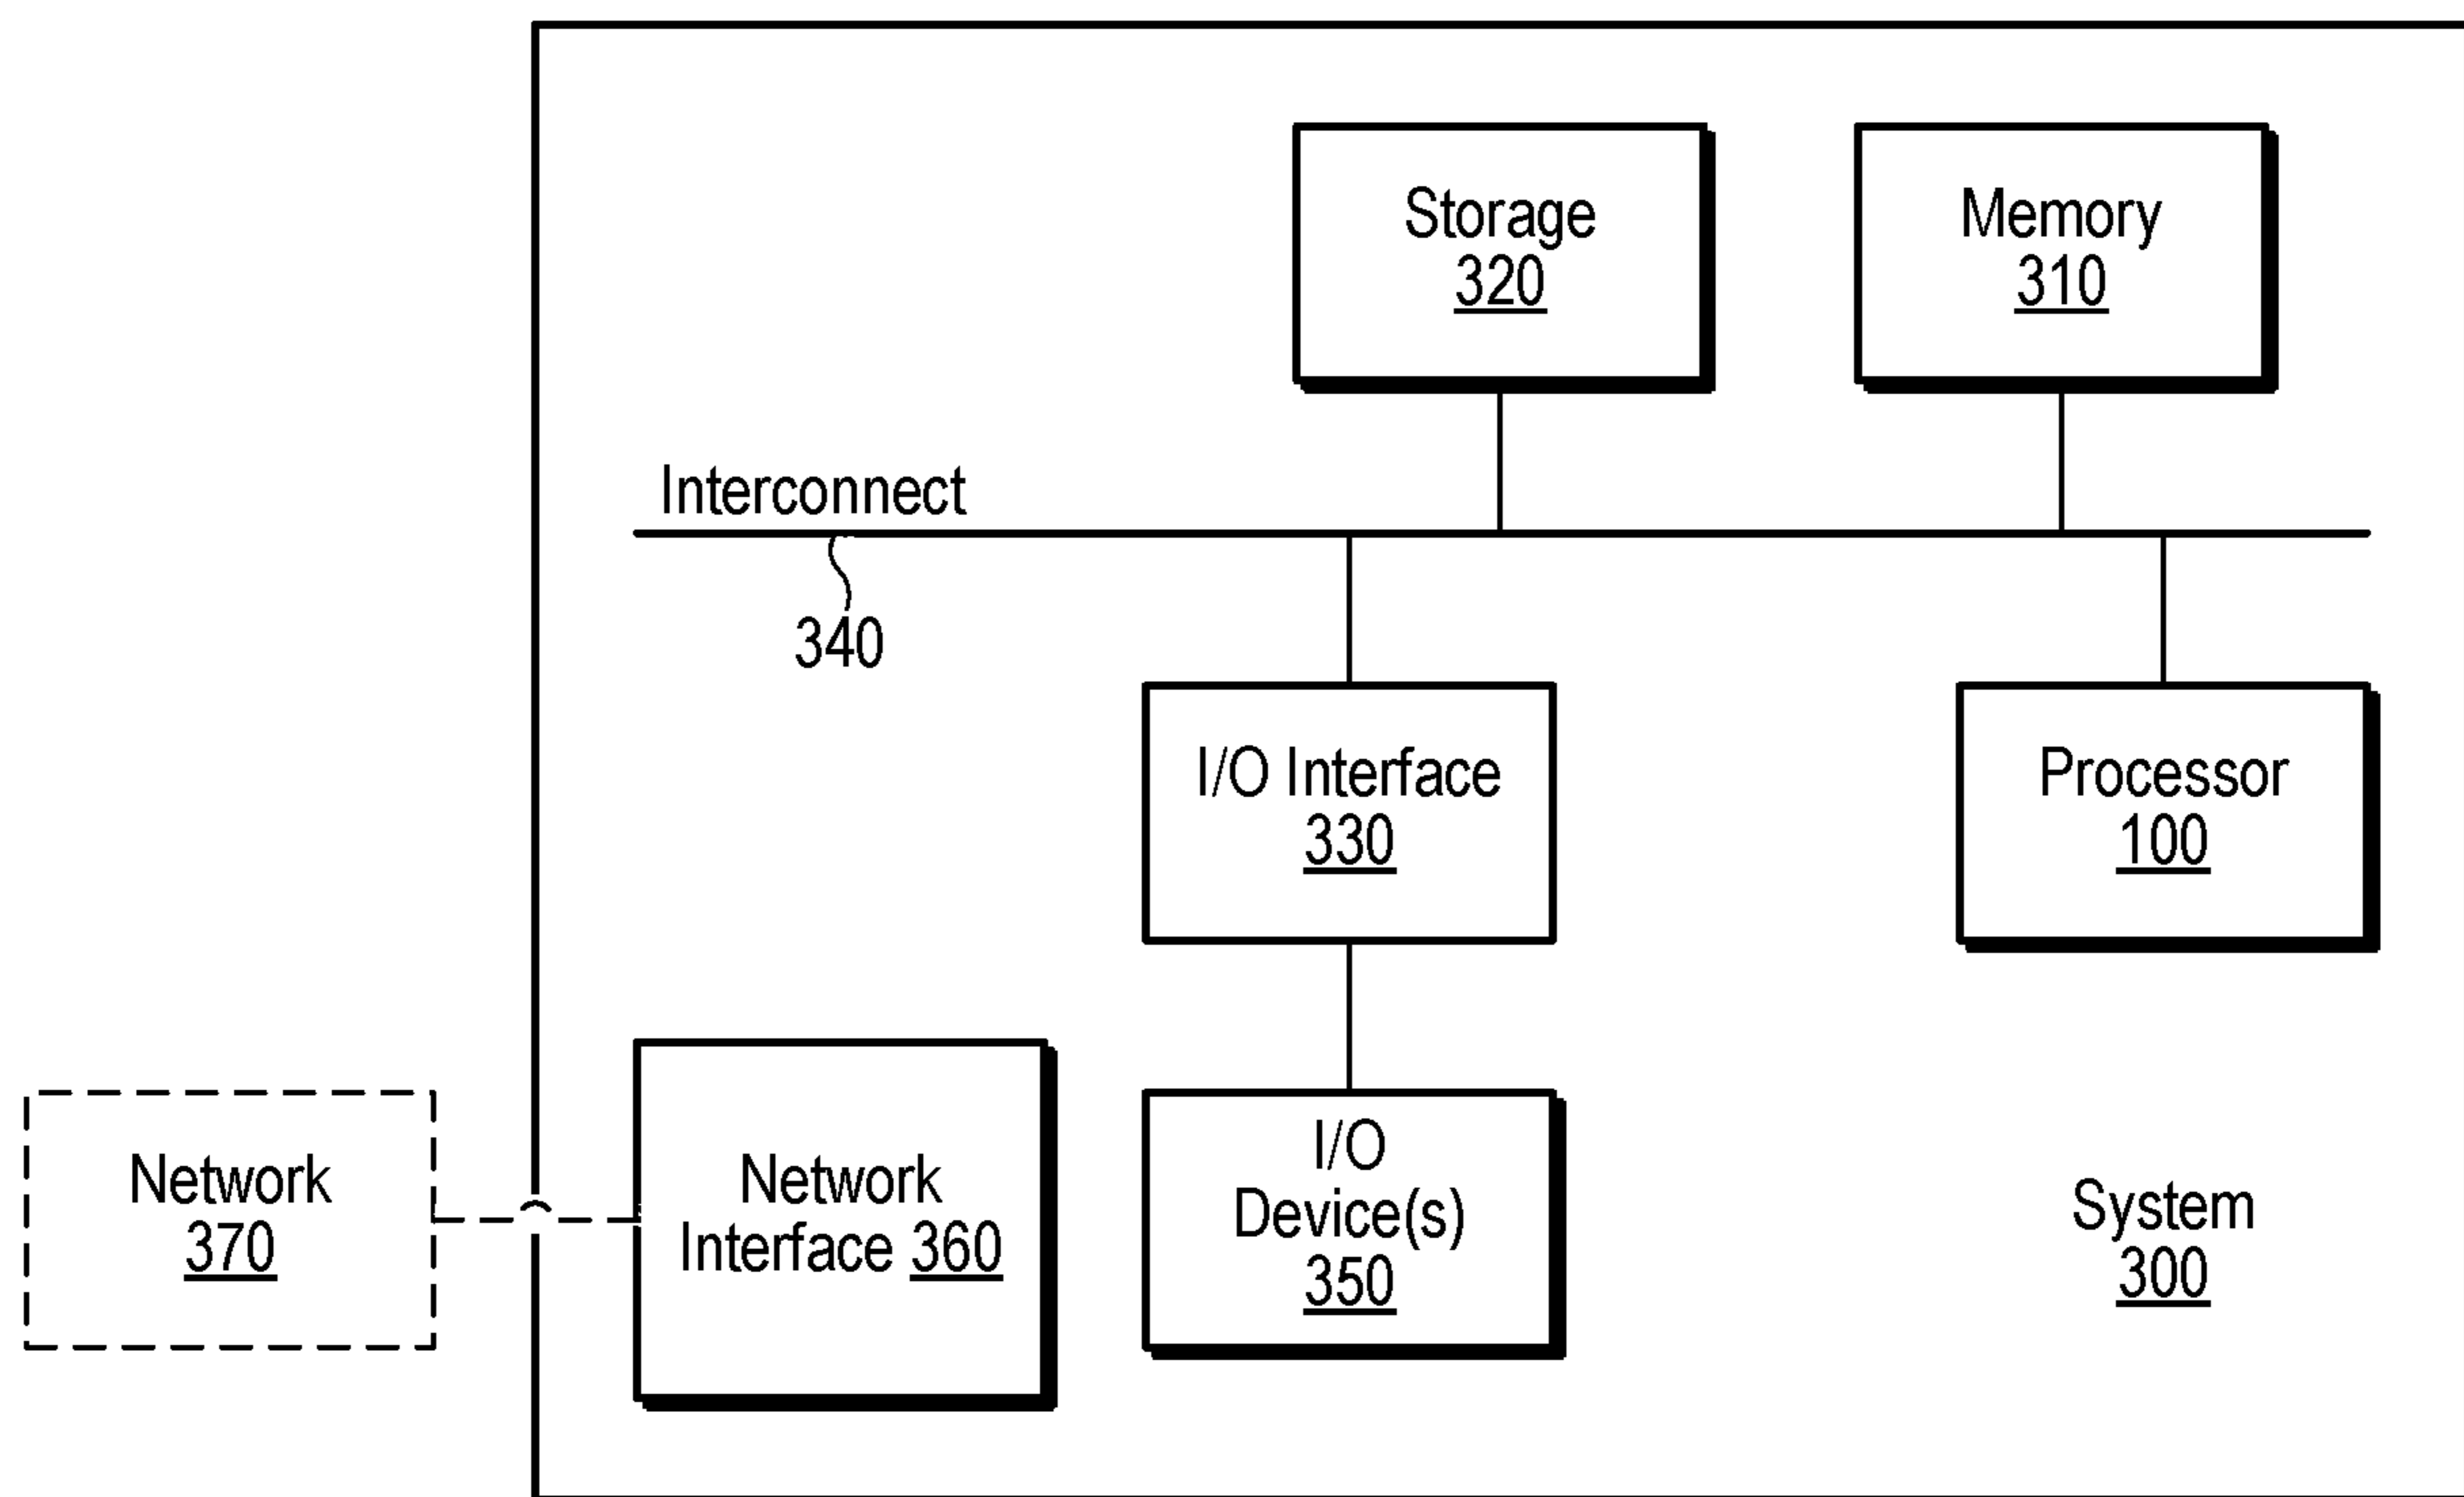 Storage
320
Memory
310
Interconnect
340
I/O Interface
330
Processor
100
Network
370
Network
Interface 360
I/O
Device(s)
350
System
300